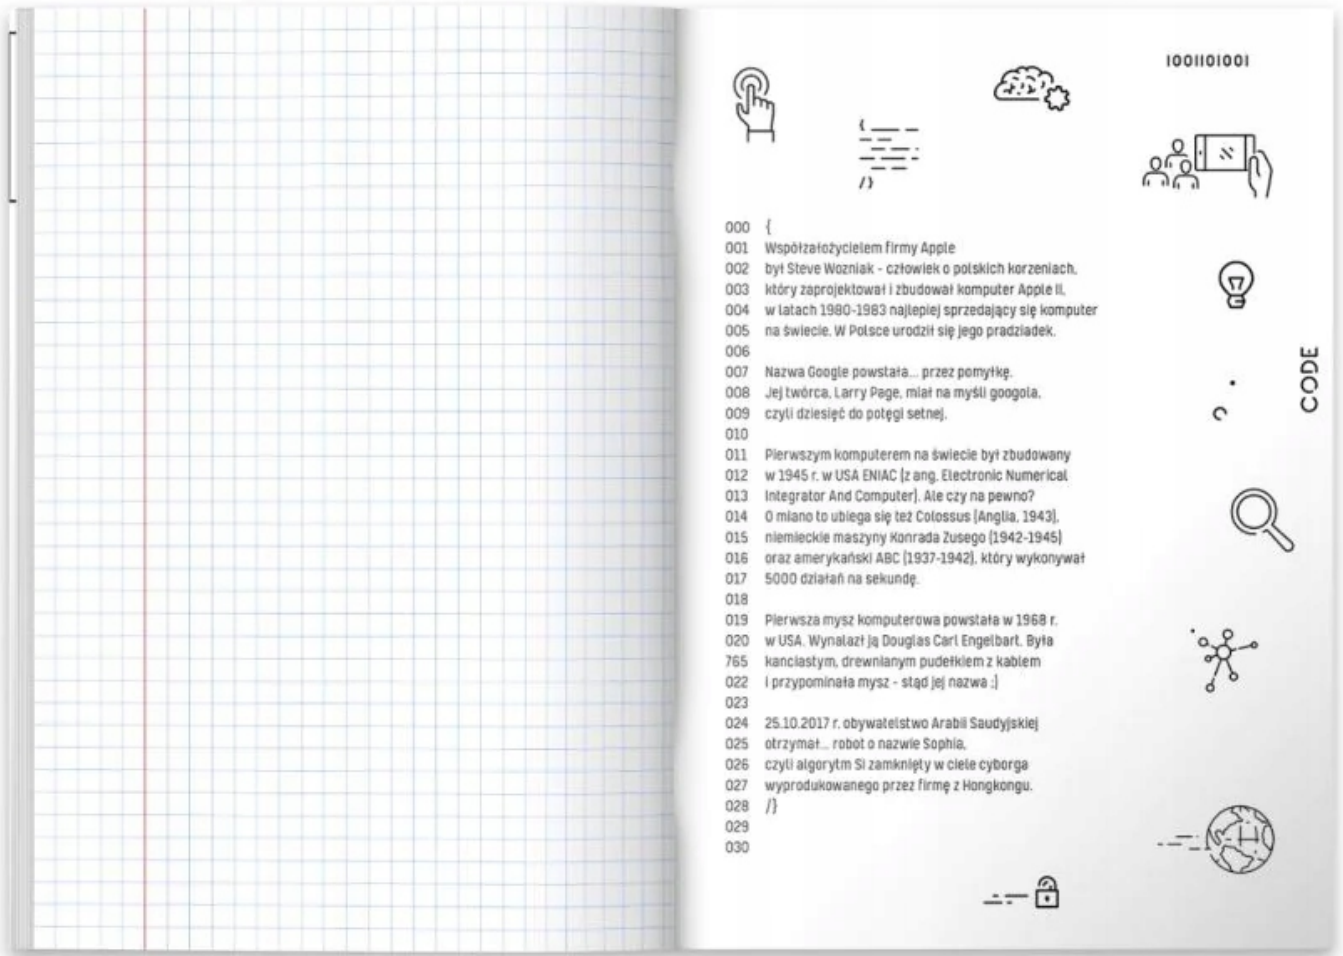 1001101001
{
/}
000 {
001 Współzałożycielem firmy Apple
002 był Steve Wozniak - człowiek o polskich korzeniach,
003 który zaprojektował i zbudował komputer Apple II,
004 w latach 1980-1983 najlepiej sprzedający się komputer
005 na świecie. W Polsce urodził się jego pradziadek.
006
007 Nazwa Google powstała... przez pomyłkę.
008 Jej twórca, Larry Page, miał na myśli googola,
009 czyli dziesięć do potęgi setnej.
010
011 Pierwszym komputerem na świecie był zbudowany
012 w 1945 r. w USA ENIAC (z ang. Electronic Numerical
013 Integrator And Computer). Ale czy na pewno?
014 O miano to ubiega się też Colossus (Anglia, 1943),
015 niemieckie maszyny Konrada Zusego (1942-1945)
016 oraz amerykański ABC (1937-1942), który wykonywał
017 5000 działań na sekundę.
018
019 Pierwsza mysz komputerowa powstała w 1968 r.
020 w USA. Wynalazł ją Douglas Carl Engelbart. Była
765 kanciastym, drewnianym pudełkiem z kablem
022 i przypominała mysz - stąd jej nazwa ;)
023
024 25.10.2017 r. obywatelstwo Arabii Saudyjskiej
025 otrzymał... robot o nazwie Sophia,
026 czyli algorytm SI zamknięty w ciele cyborga
027 wyprodukowanego przez firmę z Hongkongu.
028 /}
029
030
CODE